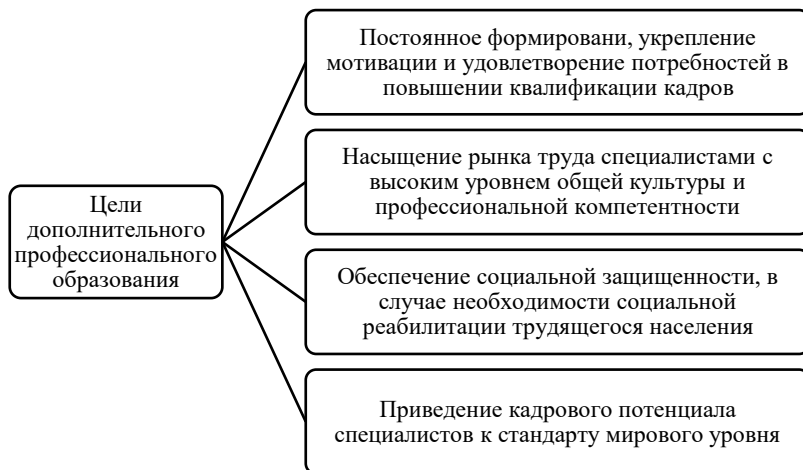 Цели
дополнительного
профессионального
образования
Постоянное формировани, укрепление
мотивации и удовлетворение потребностей в
повышении квалификации кадров
Насыщение рынка труда специалистами с
высоким уровнем общей культуры и
профессиональной компетентности
Обеспечение социальной защищенности, в
случае необходимости социальной
реабилитации трудящегося населения
Приведение кадрового потенциала
специалистов к стандарту мирового уровня